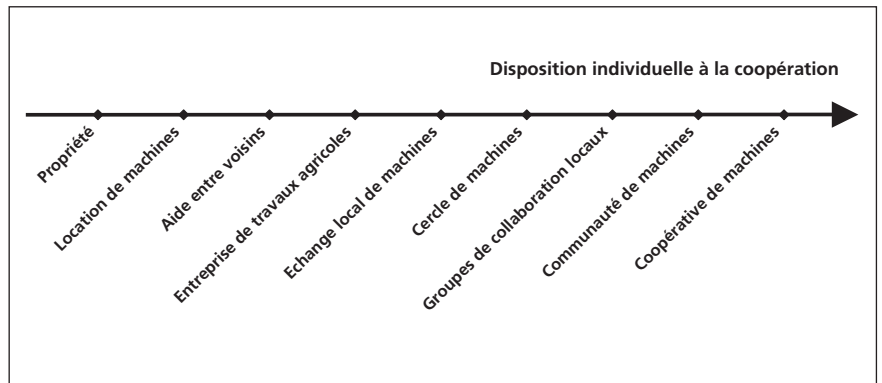 Disposition individuelle à la coopération
Propriété
Location de machines
Aide entre voisins
Entreprise de travaux agricoles
Echange local de machines
Cercle de machines
Groupes de collaboration locaux
Communauté de machines
Coopérative de machines